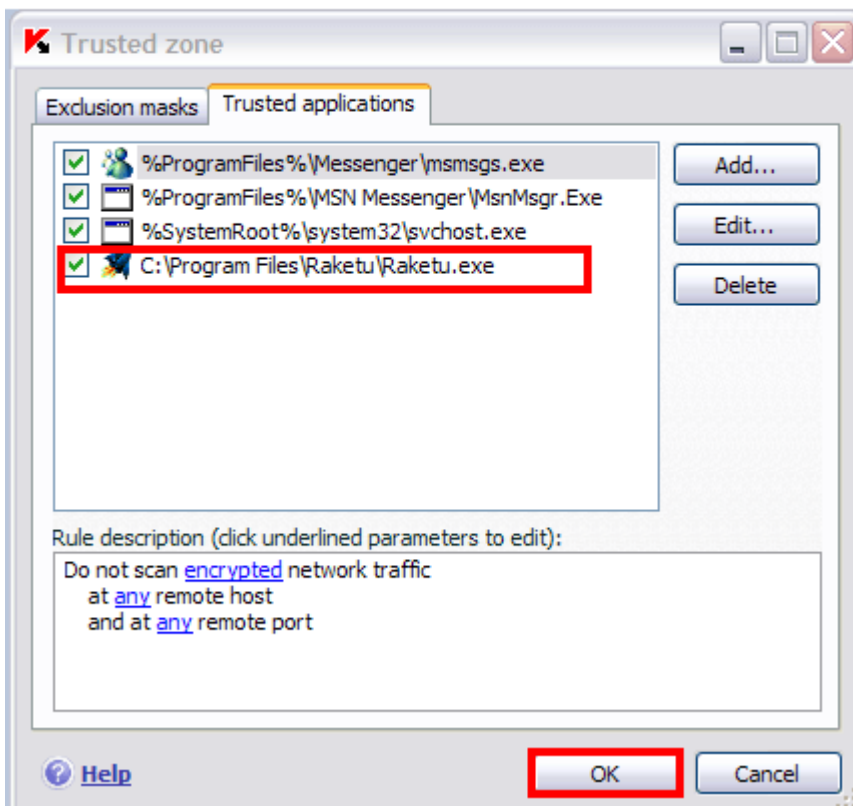 Trusted zone
Exclusion masks
Trusted applications
%ProgramFiles%\Messenger\msmsgs.exe
%ProgramFiles%\MSN Messenger\MsnMsgr.Exe
%SystemRoot%\system32\svchost.exe
C:\Program Files\Raketu\Raketu.exe
Add...
Edit...
Delete
Rule description (click underlined parameters to edit):
Do not scan encrypted network traffic
at any remote host
and at any remote port
Help
OK
Cancel